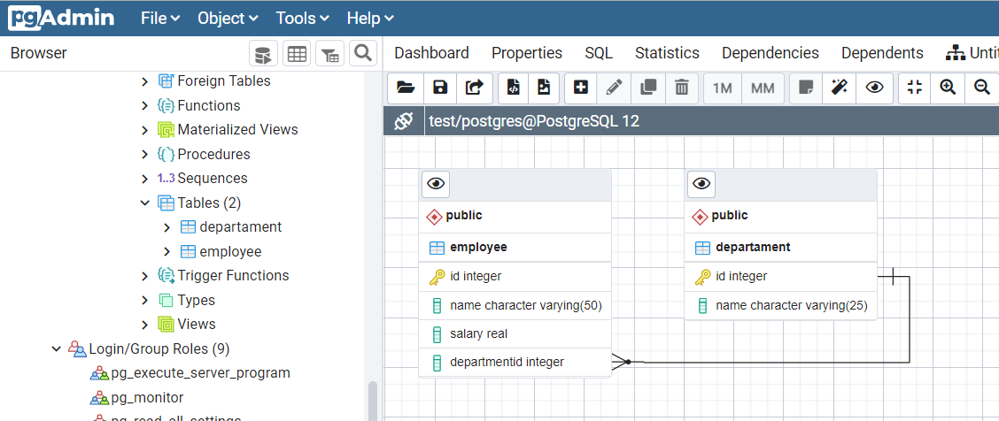 pgAdmin File Object Tools Help
Browser
Dashboard Properties SQL Statistics Dependencies Dependents Unti
1M MM
test/postgres@PostgreSQL 12
Foreign Tables
Functions
Materialized Views
Procedures
1..3 Sequences
Tables (2)
departament
employee
Trigger Functions
Types
Views
Login/Group Roles (9)
pg_execute_server_program
pg_monitor
pg_read_all_settings
public
employee
id integer
name character varying(50)
salary real
departmentid integer
public
departament
id integer
name character varying(25)